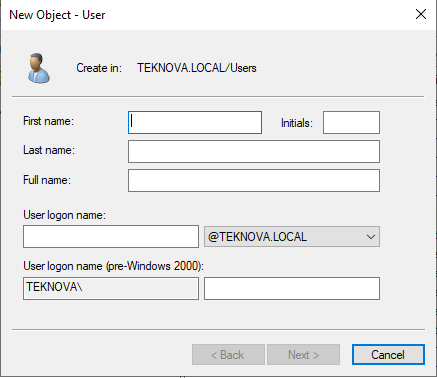 New Object - User
Create in: TEKNOVA.LOCAL/Users
First name: Initials:
Last name:
Full name:
User logon name:
@TEKNOVA.LOCAL
User logon name (pre-Windows 2000):
TEKNOVA\
< Back Next > Cancel